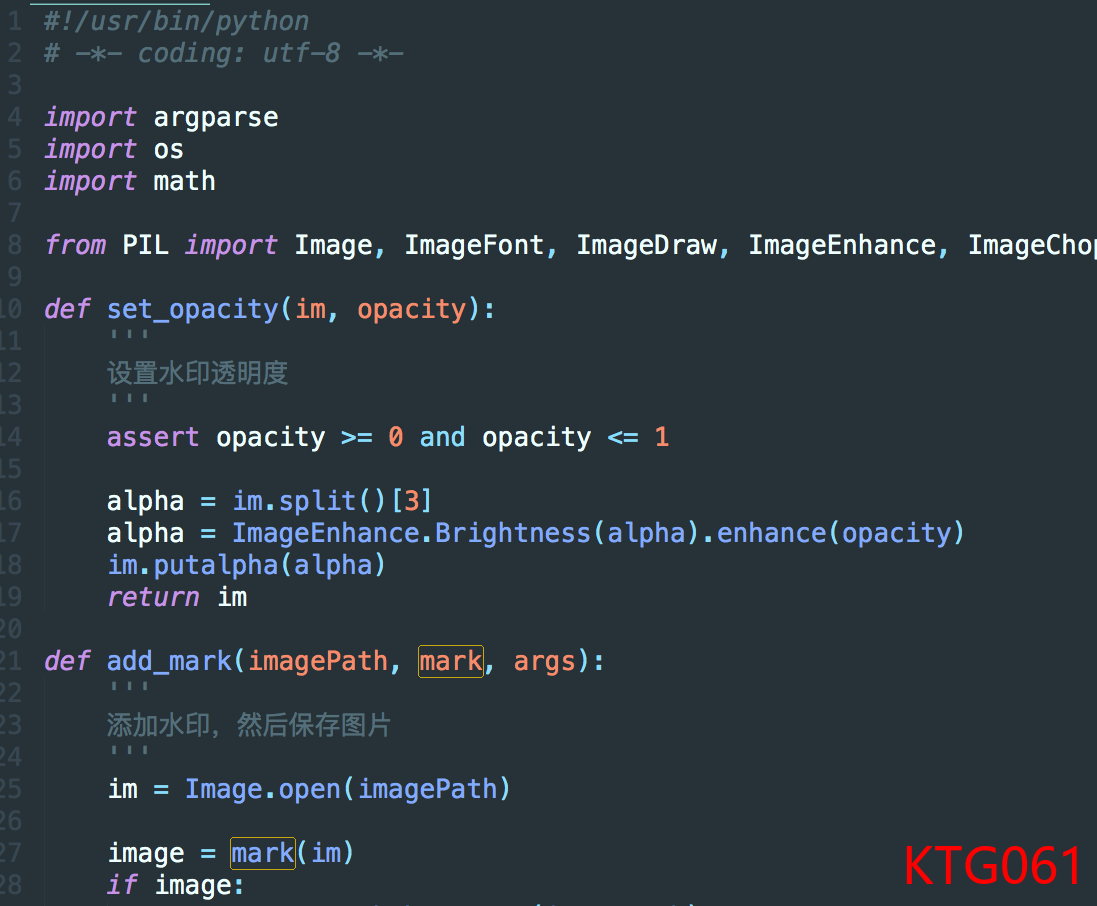 1 #!/usr/bin/python
2 # -*- coding: utf-8 -*-
3
4 import argparse
5 import os
6 import math
7
8 from PIL import Image, ImageFont, ImageDraw, ImageEnhance, ImageChop
9
10 def set_opacity(im, opacity):
11 '''
12 设置水印透明度
13 '''
14 assert opacity >= 0 and opacity <= 1
15
16 alpha = im.split()[3]
17 alpha = ImageEnhance.Brightness(alpha).enhance(opacity)
18 im.putalpha(alpha)
19 return im
20
21 def add_mark(imagePath, mark, args):
22 '''
23 添加水印，然后保存图片
24 '''
25 im = Image.open(imagePath)
26
27 image = mark(im)
28 if image:
KTG061